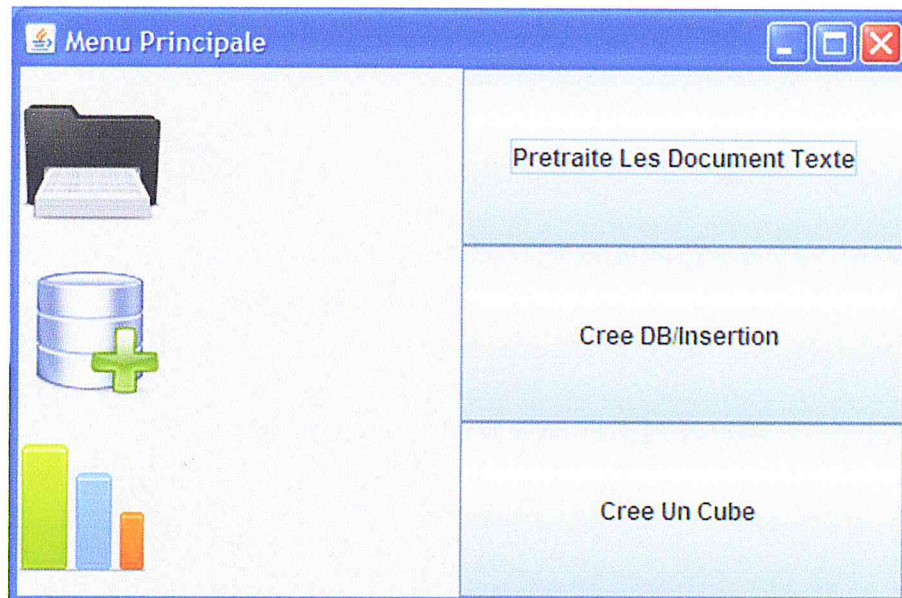 Menu Principale
Pretraite Les Document Texte
Cree DB/Insertion
Cree Un Cube